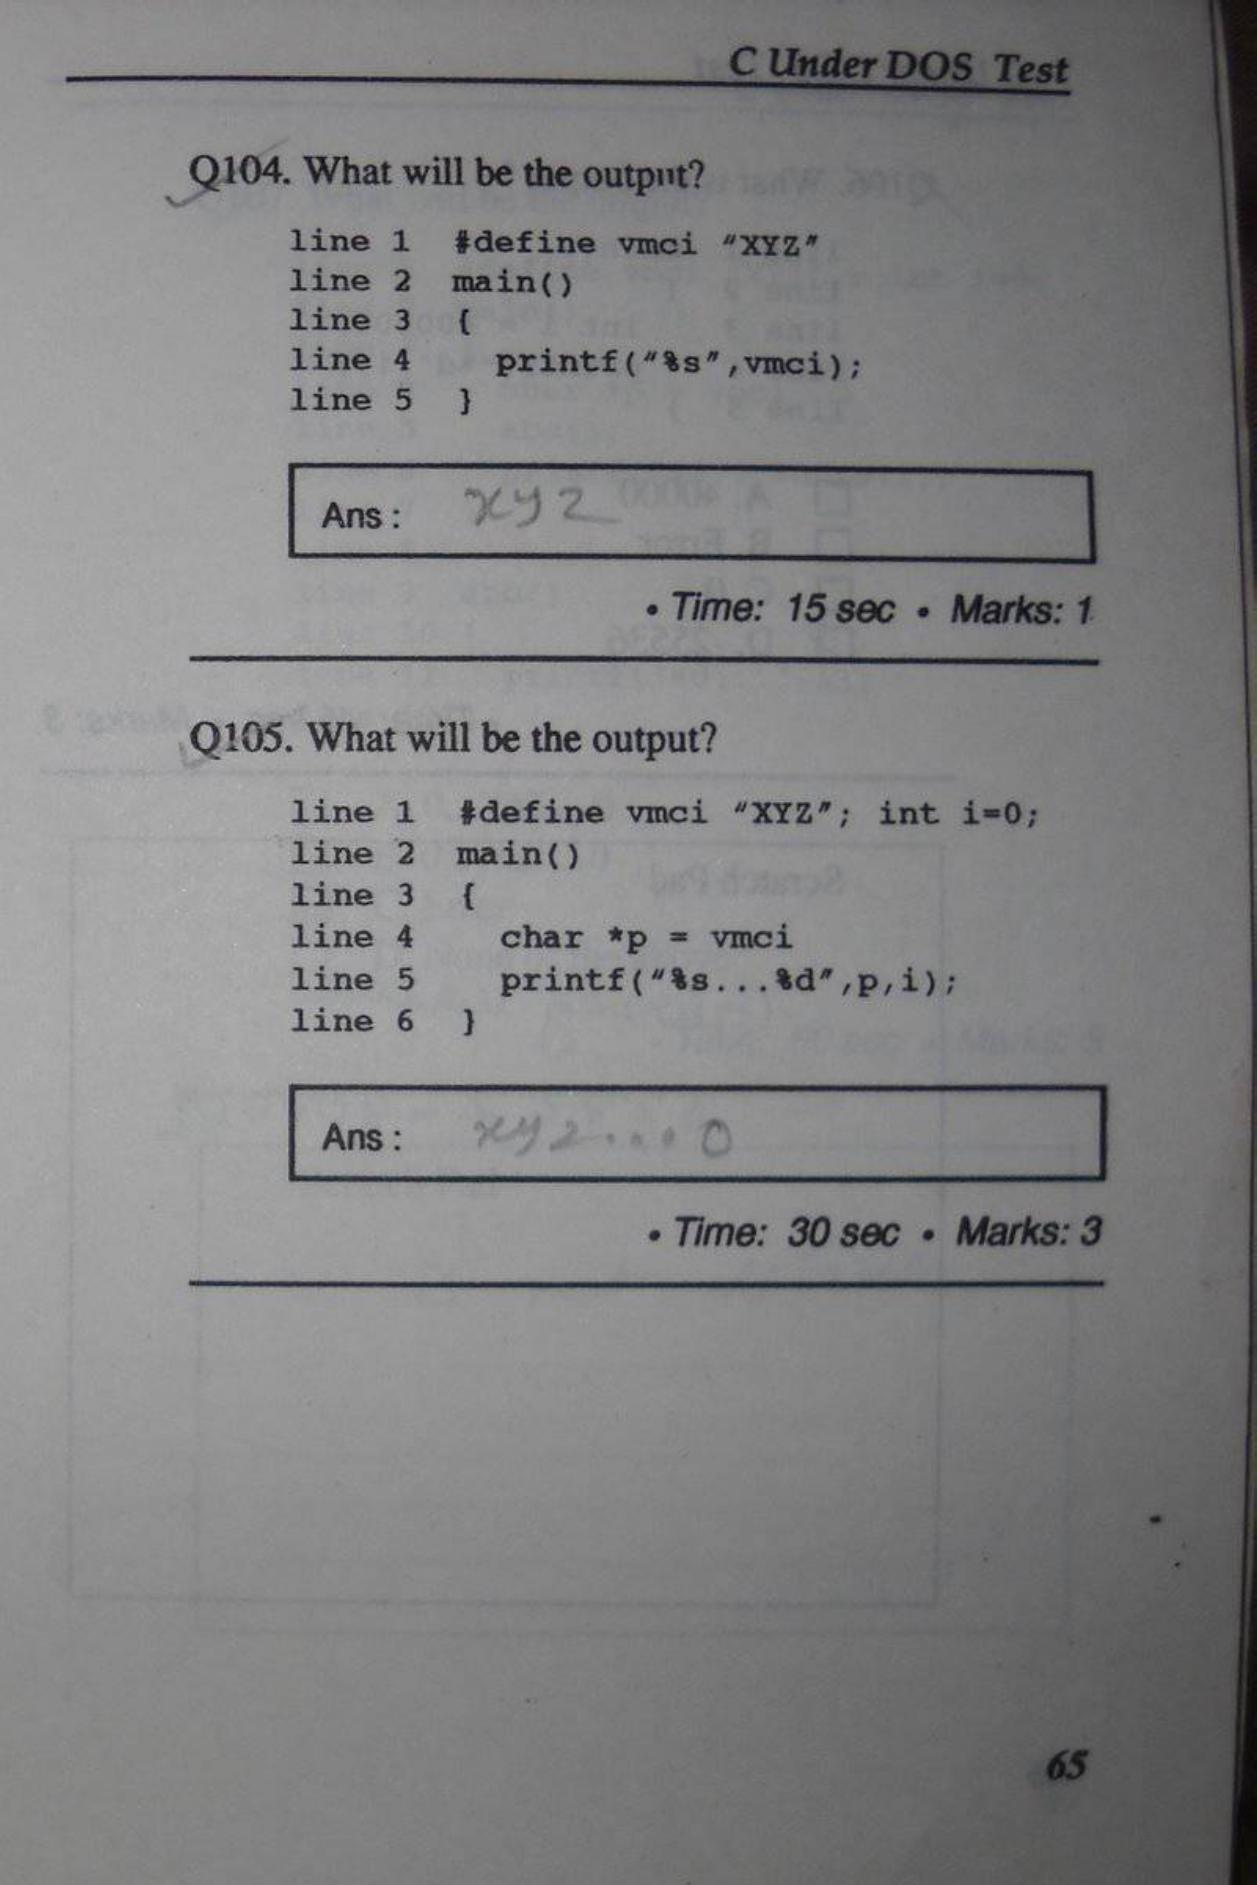 C Under DOS Test
Q104. What will be the output?
line 1 #define vmci "XYZ"
line 2 main()
line 3 {
line 4 printf("%s",vmci);
line 5 }
Ans : xyz
• Time: 15 sec • Marks: 1
Q105. What will be the output?
line 1 #define vmci "XYZ"; int i=0;
line 2 main()
line 3 {
line 4 char *p = vmci
line 5 printf("%s...%d",p,i);
line 6 }
Ans : xyz...0
• Time: 30 sec • Marks: 3
65